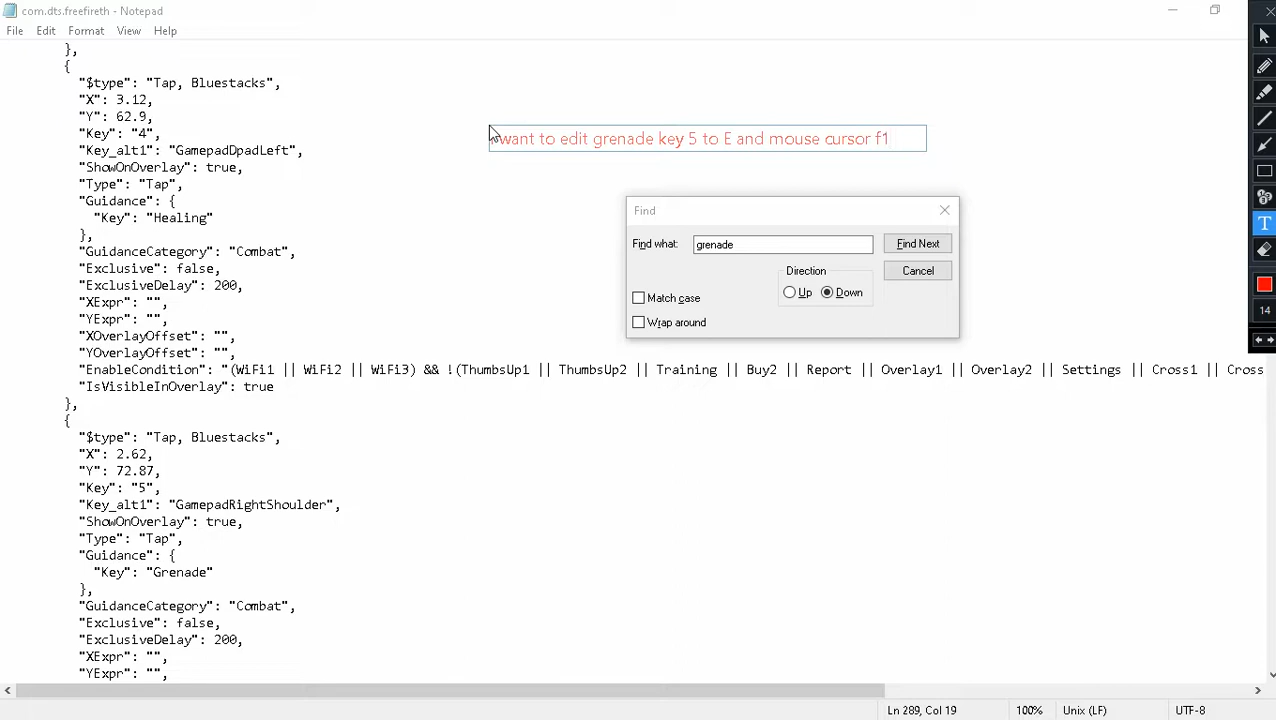 com.dts.freefireth - Notepad
File Edit Format View Help
},
{
"$type": "Tap, Bluestacks",
"X": 3.12,
"Y": 62.9,
"Key": "4",
"Key_alt1": "GamepadDpadLeft",
"ShowOnOverlay": true,
"Type": "Tap",
"Guidance": {
"Key": "Healing"
},
"GuidanceCategory": "Combat",
"Exclusive": false,
"ExclusiveDelay": 200,
"XExpr": "",
"YExpr": "",
"XOverlayOffset": "",
"YOverlayOffset": "",
"EnableCondition": "(WiFi1 || WiFi2 || WiFi3) && !(ThumbsUp1 || ThumbsUp2 || Training || Buy2 || Report || Overlay1 || Overlay2 || Settings || Cross1 || Cross
"IsVisibleInOverlay": true
},
{
"$type": "Tap, Bluestacks",
"X": 2.62,
"Y": 72.87,
"Key": "5",
"Key_alt1": "GamepadRightShoulder",
"ShowOnOverlay": true,
"Type": "Tap",
"Guidance": {
"Key": "Grenade"
},
"GuidanceCategory": "Combat",
"Exclusive": false,
"ExclusiveDelay": 200,
"XExpr": "",
"YExpr": "",
want to edit grenade key 5 to E and mouse cursor f1
Find
Find what: grenade Find Next
Direction Cancel
Up Down
Match case
Wrap around
T
14
Ln 289, Col 19 100% Unix (LF) UTF-8